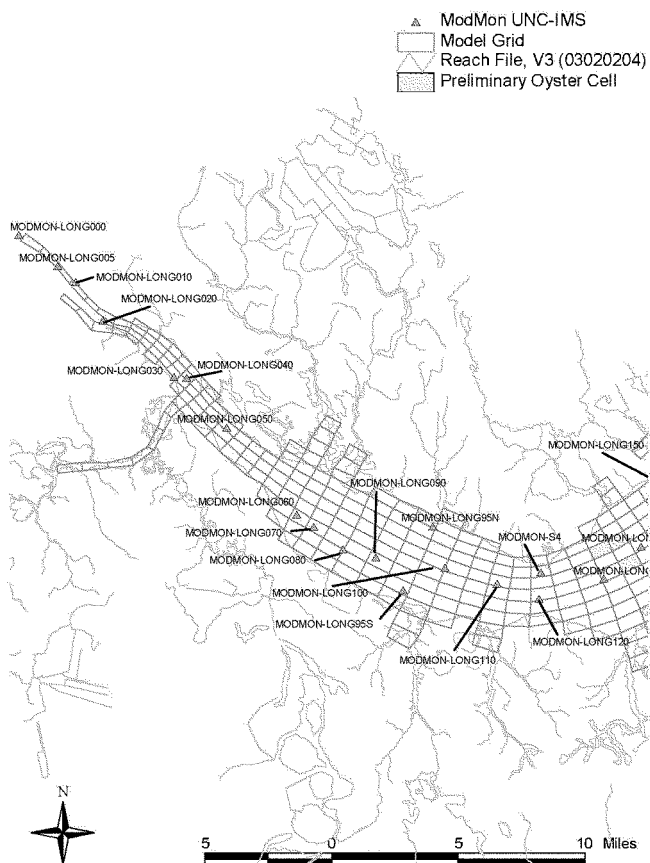 ModMon UNC-IMS
Model Grid
Reach File, V3 (03020204)
Preliminary Oyster Cell
MODMON-LONG000
MODMON-LONG005
MODMON-LONG010
MODMON-LONG020
MODMON-LONG030
MODMON-LONG040
MODMON-LONG050
MODMON-LONG150
MODMON-LONG090
MODMON-LONG060
MODMON-LONG95N
MODMON-LONG070
MODMON-S4
MODMON-LONG080
MODMON-LONG100
MODMON-LONG95S
MODMON-LONG120
MODMON-LONG110
N
5 0 5 10 Miles